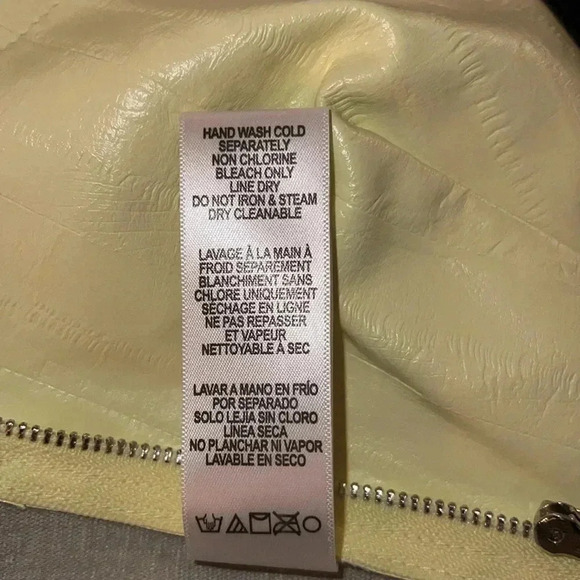 HAND WASH COLD
SEPARATELY
NON CHLORINE
BLEACH ONLY
LINE DRY
DO NOT IRON & STEAM
DRY CLEANABLE
LAVAGE À LA MAIN À
FROID SÉPAREMENT
BLANCHIMENT SANS
CHLORE UNIQUEMENT
SÉCHAGE EN LIGNE
NE PAS REPASSER
ET VAPEUR
NETTOYABLE À SEC
LAVAR A MANO EN FRÍO
POR SEPARADO
SOLO LEJÍA SIN CLORO
LÍNEA SECA
NO PLANCHAR NI VAPOR
LAVABLE EN SECO